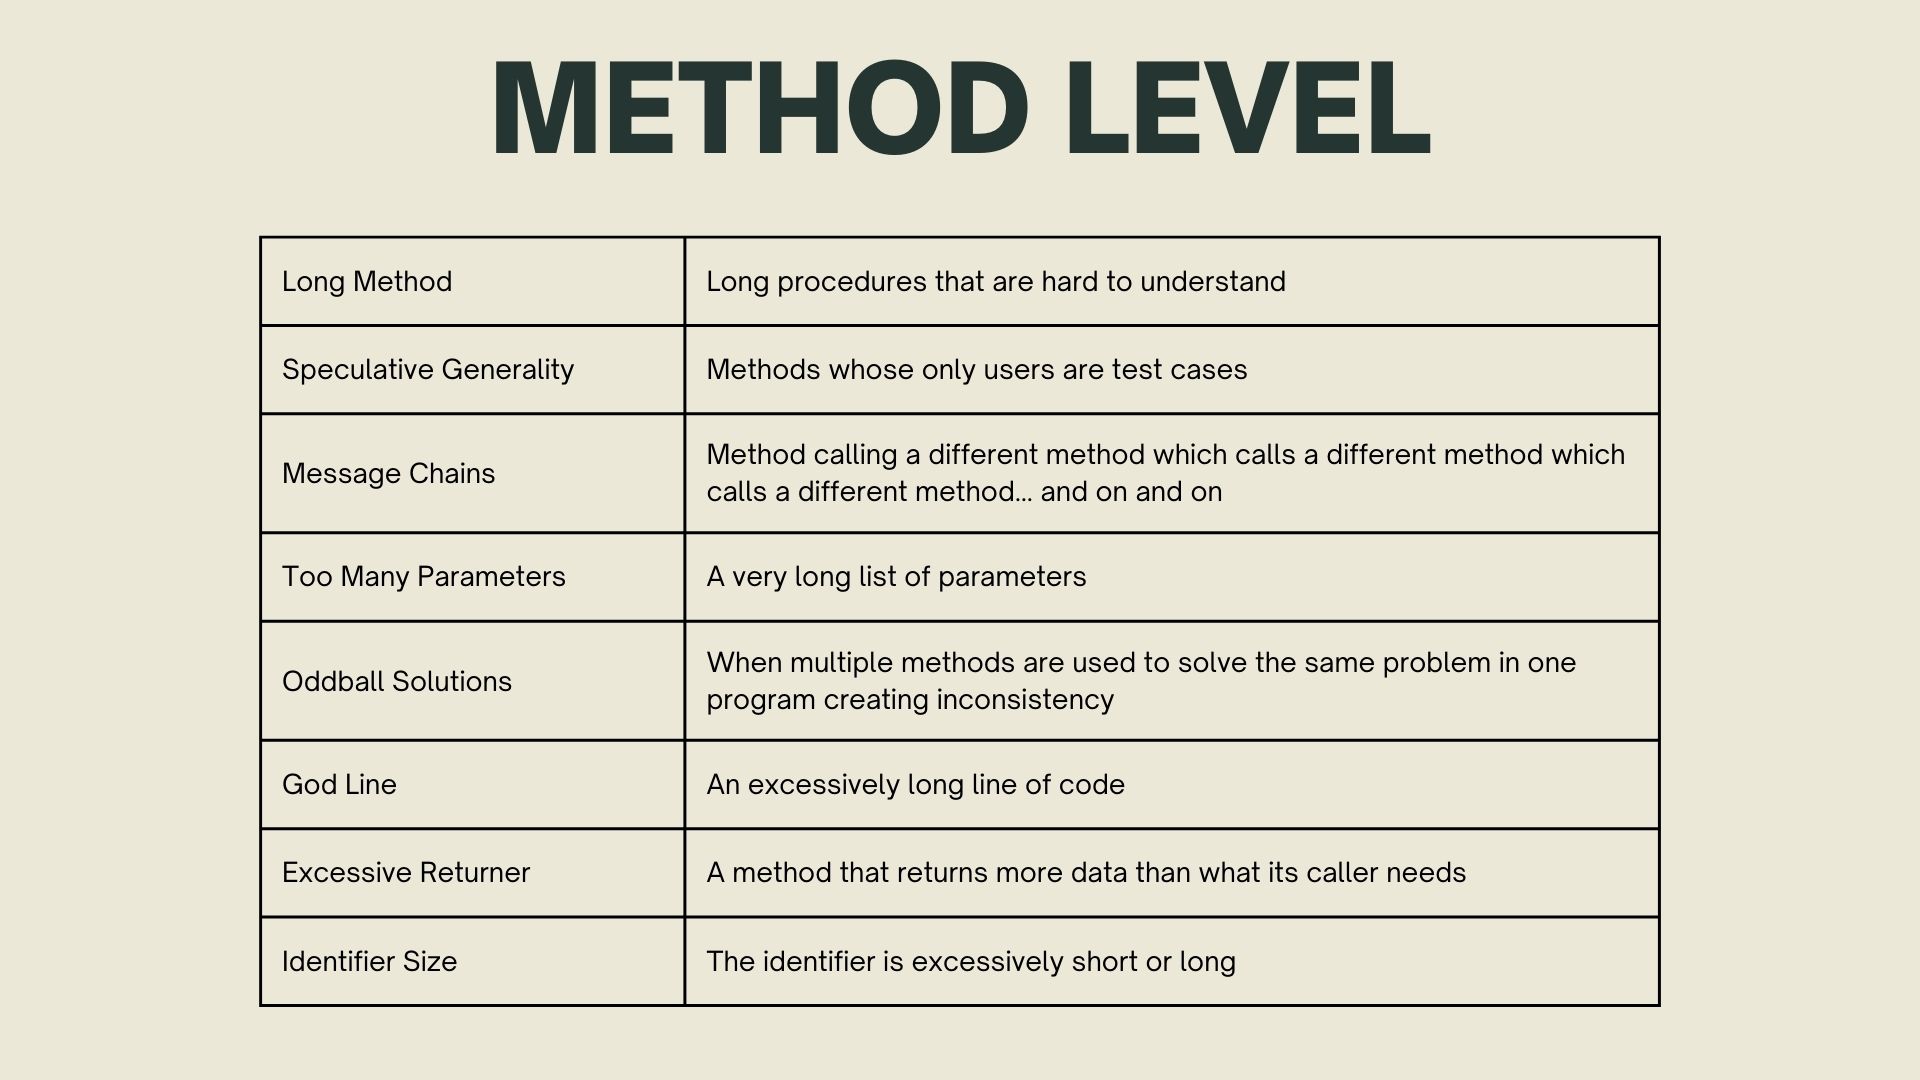 METHOD LEVEL
Long Method
Long procedures that are hard to understand
Speculative Generality
Methods whose only users are test cases
Message Chains
Method calling a different method which calls a different method which
calls a different method... and on and on
Too Many Parameters
A very long list of parameters
Oddball Solutions
When multiple methods are used to solve the same problem in one
program creating inconsistency
God Line
An excessively long line of code
Excessive Returner
A method that returns more data than what its caller needs
Identifier Size
The identifier is excessively short or long